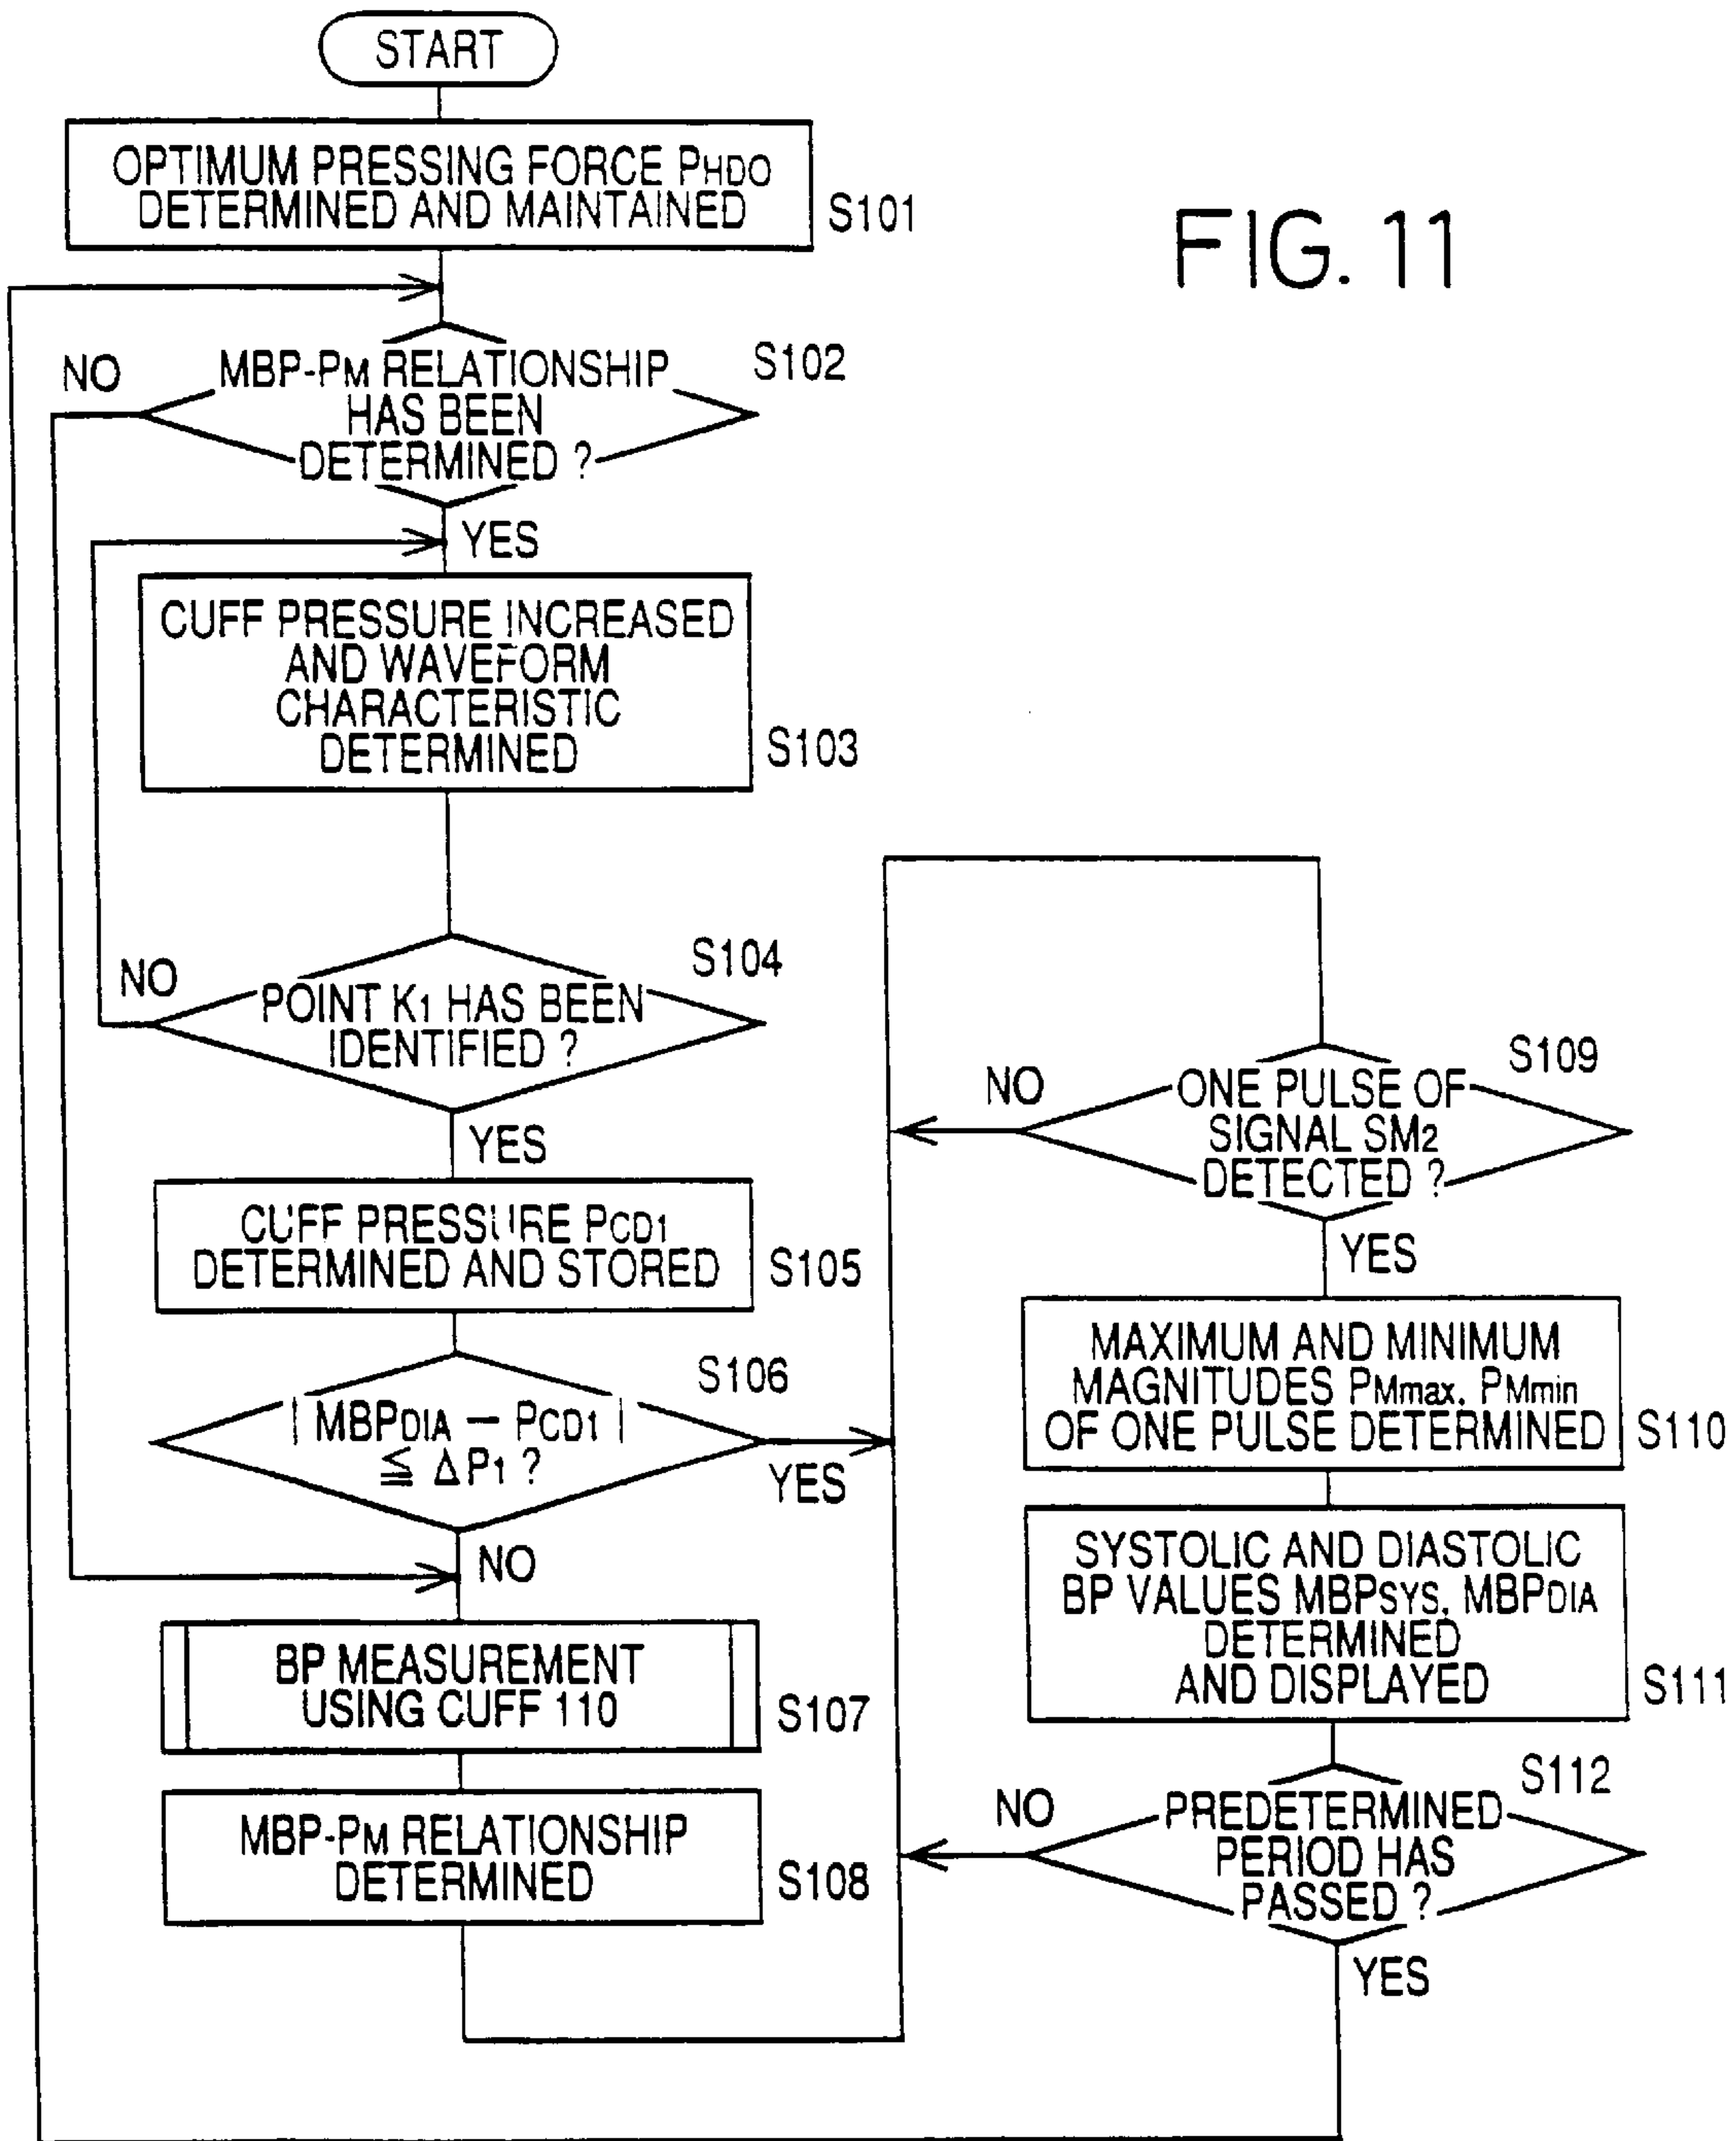 START
OPTIMUM PRESSING FORCE PHDO
DETERMINED AND MAINTAINED
S101
FIG. 11
NO
MBP-PM RELATIONSHIP
HAS BEEN
DETERMINED ?
S102
YES
CUFF PRESSURE INCREASED
AND WAVEFORM
CHARACTERISTIC
DETERMINED
S103
NO
POINT K1 HAS BEEN
IDENTIFIED ?
S104
YES
CUFF PRESSURE PCD1
DETERMINED AND STORED
S105
| MBPDIA − PCD1 |
≦ ΔP1 ?
S106
YES
NO
BP MEASUREMENT
USING CUFF 110
S107
MBP-PM RELATIONSHIP
DETERMINED
S108
NO
ONE PULSE OF
SIGNAL SM2
DETECTED ?
S109
YES
MAXIMUM AND MINIMUM
MAGNITUDES PMmax, PMmin
OF ONE PULSE DETERMINED
S110
SYSTOLIC AND DIASTOLIC
BP VALUES MBPSYS, MBPDIA
DETERMINED
AND DISPLAYED
S111
NO
PREDETERMINED
PERIOD HAS
PASSED ?
S112
YES